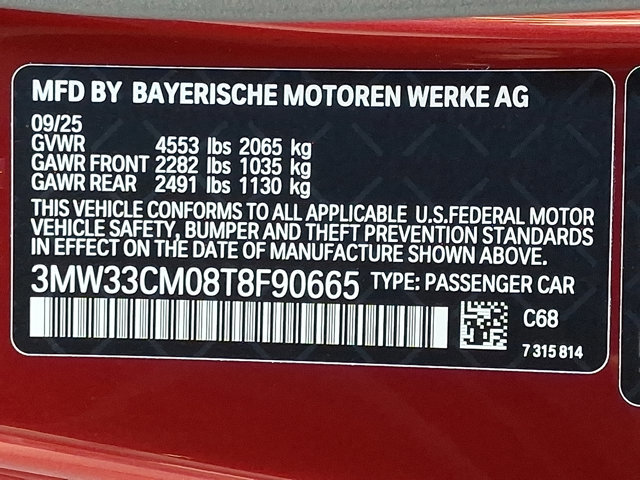 MFD BY BAYERISCHE MOTOREN WERKE AG
09/25
GVWR 4553 lbs 2065 kg
GAWR FRONT 2282 lbs 1035 kg
GAWR REAR 2491 lbs 1130 kg
THIS VEHICLE CONFORMS TO ALL APPLICABLE U.S.FEDERAL MOTOR
VEHICLE SAFETY, BUMPER AND THEFT PREVENTION STANDARDS
IN EFFECT ON THE DATE OF MANUFACTURE SHOWN ABOVE.
3MW33CM08T8F90665 TYPE: PASSENGER CAR
C68
7 315 814